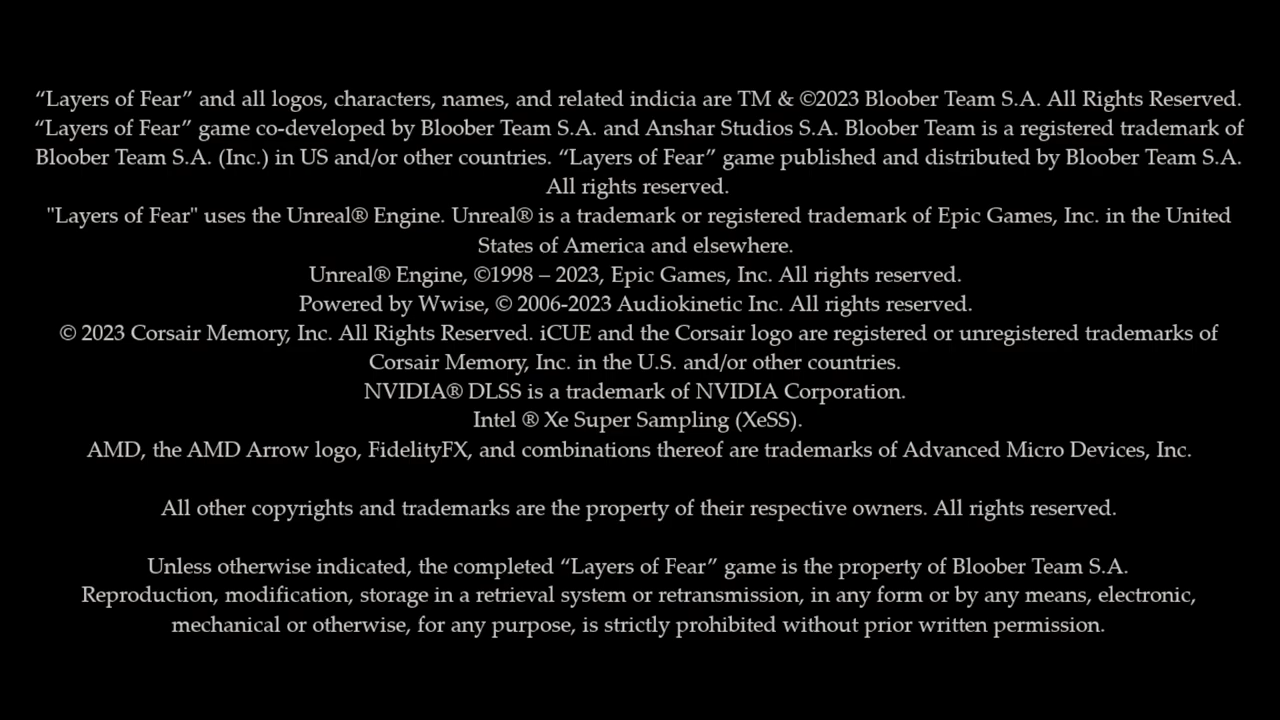 “Layers of Fear” and all logos, characters, names, and related indicia are TM & ©2023 Bloober Team S.A. All Rights Reserved.
“Layers of Fear” game co-developed by Bloober Team S.A. and Anshar Studios S.A. Bloober Team is a registered trademark of
Bloober Team S.A. (Inc.) in US and/or other countries. “Layers of Fear” game published and distributed by Bloober Team S.A.
All rights reserved.
"Layers of Fear" uses the Unreal® Engine. Unreal® is a trademark or registered trademark of Epic Games, Inc. in the United
States of America and elsewhere.
Unreal® Engine, ©1998 – 2023, Epic Games, Inc. All rights reserved.
Powered by Wwise, © 2006-2023 Audiokinetic Inc. All rights reserved.
© 2023 Corsair Memory, Inc. All Rights Reserved. iCUE and the Corsair logo are registered or unregistered trademarks of
Corsair Memory, Inc. in the U.S. and/or other countries.
NVIDIA® DLSS is a trademark of NVIDIA Corporation.
Intel ® Xe Super Sampling (XeSS).
AMD, the AMD Arrow logo, FidelityFX, and combinations thereof are trademarks of Advanced Micro Devices, Inc.
All other copyrights and trademarks are the property of their respective owners. All rights reserved.
Unless otherwise indicated, the completed “Layers of Fear” game is the property of Bloober Team S.A.
Reproduction, modification, storage in a retrieval system or retransmission, in any form or by any means, electronic,
mechanical or otherwise, for any purpose, is strictly prohibited without prior written permission.